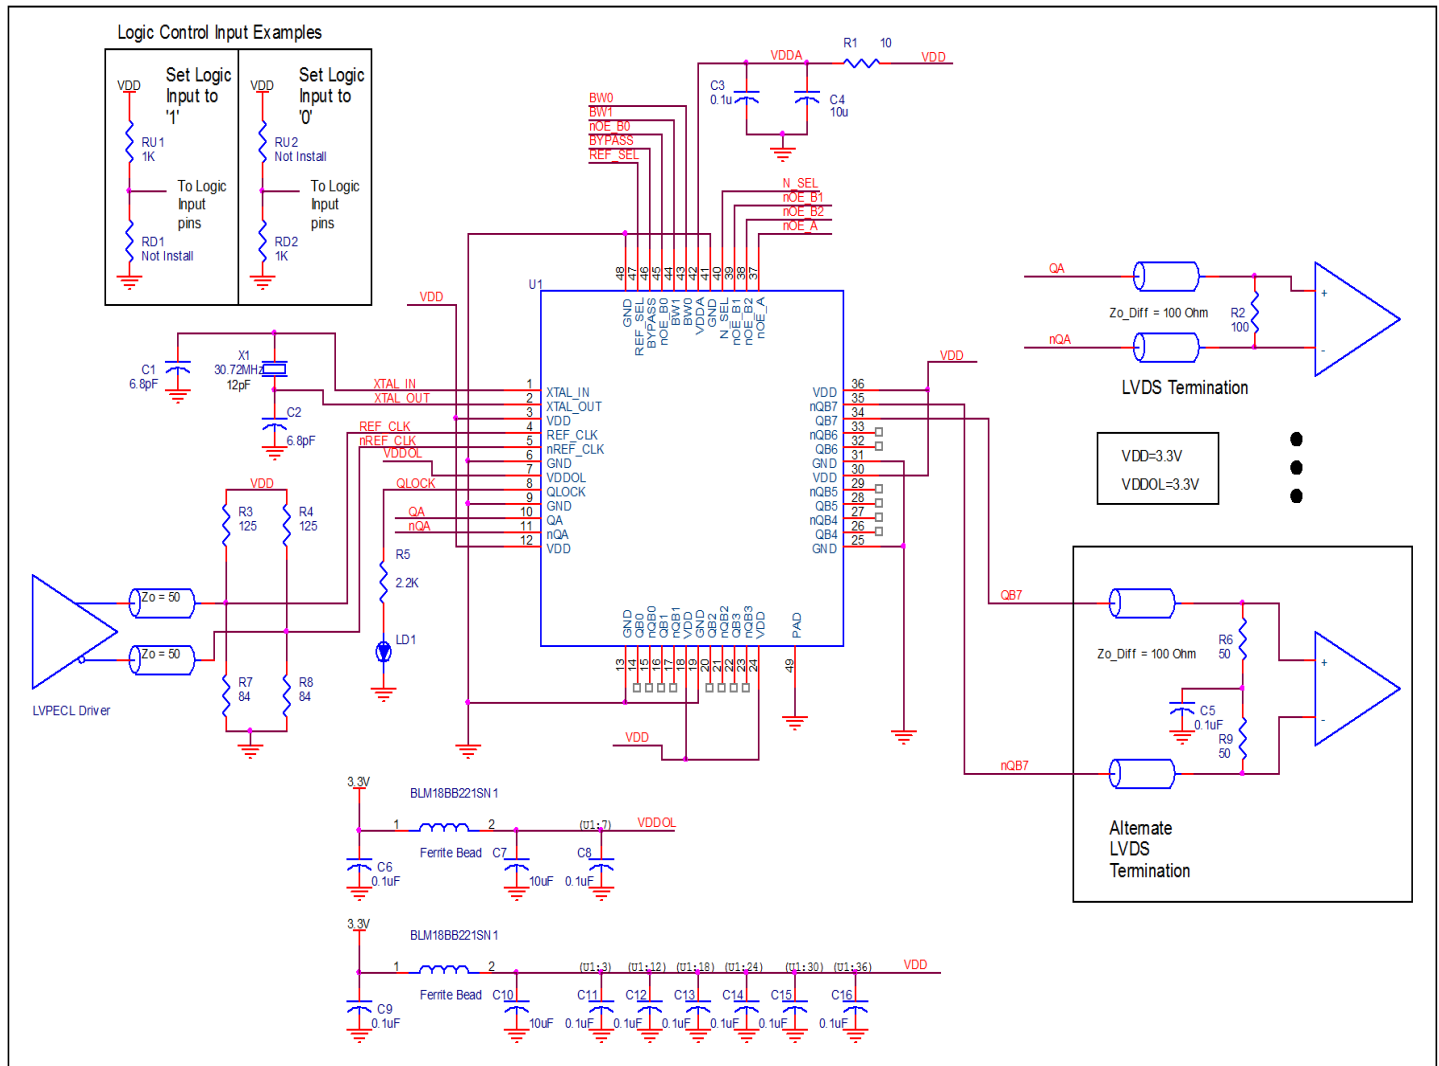 Logic Control Input Examples
VDD
Set Logic
Input to
'1'
RU1
1K
To Logic
Input
pins
RD1
Not Install
VDD
Set Logic
Input to
'0'
RU2
Not Install
To Logic
Input
pins
RD2
1K
R1 10
VDDA
VDD
C3
0.1u
C4
10u
BW0
BW1
nOE_B0
BYPASS
REF_SEL
N_SEL
nOE_B1
nOE_B2
nOE_A
U1
48 47 46 45 44 43 42 41 40 39 38 37
GND REF_SEL BYPASS nOE_B0 BW1 BW0 VDDA GND N_SEL nOE_B1 nOE_B2 nOE_A
VDD
C1
6.8pF
X1
30.72MHz
12pF
C2
6.8pF
XTAL_IN
XTAL_OUT
REF_CLK
nREF_CLK
VDDOL
QLOCK
QA
nQA
1 XTAL_IN
2 XTAL_OUT
3 VDD
4 REF_CLK
5 nREF_CLK
6 GND
7 VDDOL
8 QLOCK
9 GND
10 QA
11 nQA
12 VDD
VDD 36
nQB7 35
QB7 34
nQB6 33
QB6 32
GND 31
VDD 30
nQB5 29
QB5 28
nQB4 27
QB4 26
GND 25
GND QB0 nQB0 QB1 nQB1 VDD GND QB2 nQB2 QB3 nQB3 VDD PAD
13 14 15 16 17 18 19 20 21 22 23 24 49
VDD
VDD
VDD
R3
125
R4
125
Zo = 50
Zo = 50
R7
84
R8
84
LVPECL Driver
R5
2.2K
LD1
QA
nQA
Zo_Diff = 100 Ohm
R2
100
+
-
LVDS Termination
VDD=3.3V
VDDOL=3.3V
QB7
nQB7
Zo_Diff = 100 Ohm
R6
50
C5
0.1uF
R9
50
+
-
Alternate
LVDS
Termination
3.3V
BLM18BB221SN1
1 2
Ferrite Bead
(U1:7)
VDDOL
C6
0.1uF
C7
10uF
C8
0.1uF
3.3V
BLM18BB221SN1
1 2
Ferrite Bead
(U1:3) (U1:12) (U1:18) (U1:24) (U1:30) (U1:36)
VDD
C9
0.1uF
C10
10uF
C11
0.1uF
C12
0.1uF
C13
0.1uF
C14
0.1uF
C15
0.1uF
C16
0.1uF